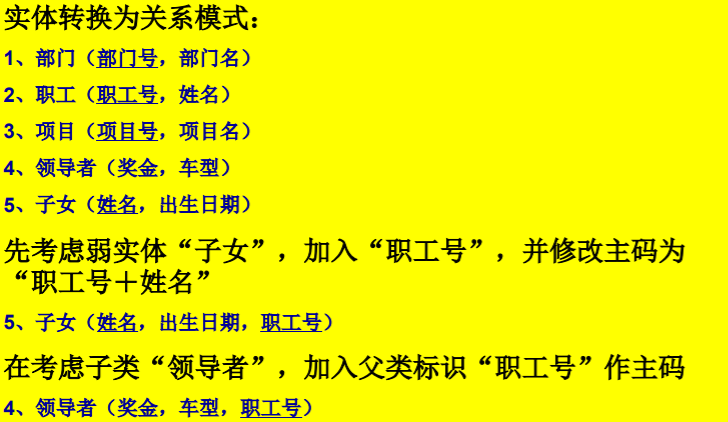 实体转换为关系模式：
1、部门（部门号，部门名）
2、职工（职工号，姓名）
3、项目（项目号，项目名）
4、领导者（奖金，车型）
5、子女（姓名，出生日期）
先考虑弱实体“子女”，加入“职工号”，并修改主码为
“职工号＋姓名”
5、子女（姓名，出生日期，职工号）
在考虑子类“领导者”，加入父类标识“职工号”作主码
4、领导者（奖金，车型，职工号）